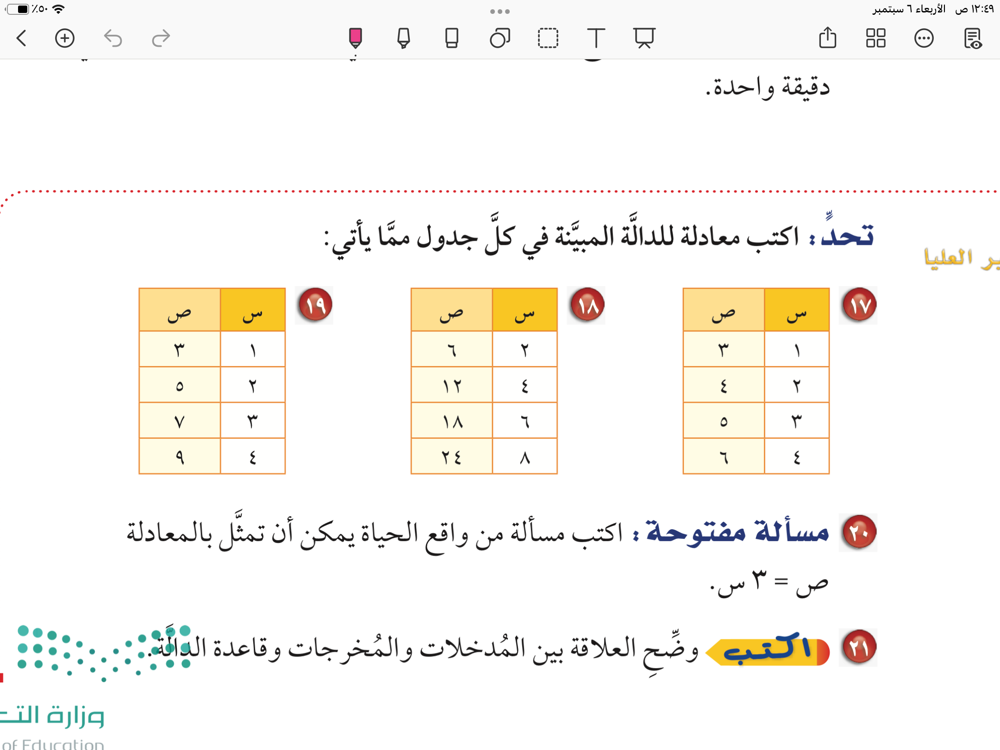 ١٢:٤٩ ص الأربعاء ٦ سبتمبر
٪٥٠
دقيقة واحدة.
تحدٍّ: اكتب معادلة للدالَّة المبيَّنة في كلَّ جدول ممَّا يأتي:
ير العليا
١٧
س ص
١ ٣
٢ ٤
٣ ٥
٤ ٦
١٨
س ص
٢ ٦
٤ ١٢
٦ ١٨
٨ ٢٤
١٩
س ص
١ ٣
٢ ٥
٣ ٧
٤ ٩
٢٠ مسألة مفتوحة: اكتب مسألة من واقع الحياة يمكن أن تمثَّل بالمعادلة
ص = ٣ س.
٢١ اكتب وضِّحِ العلاقة بين المُدخلات والمُخرجات وقاعدة الدالَّة.
وزارة التـ
of Education